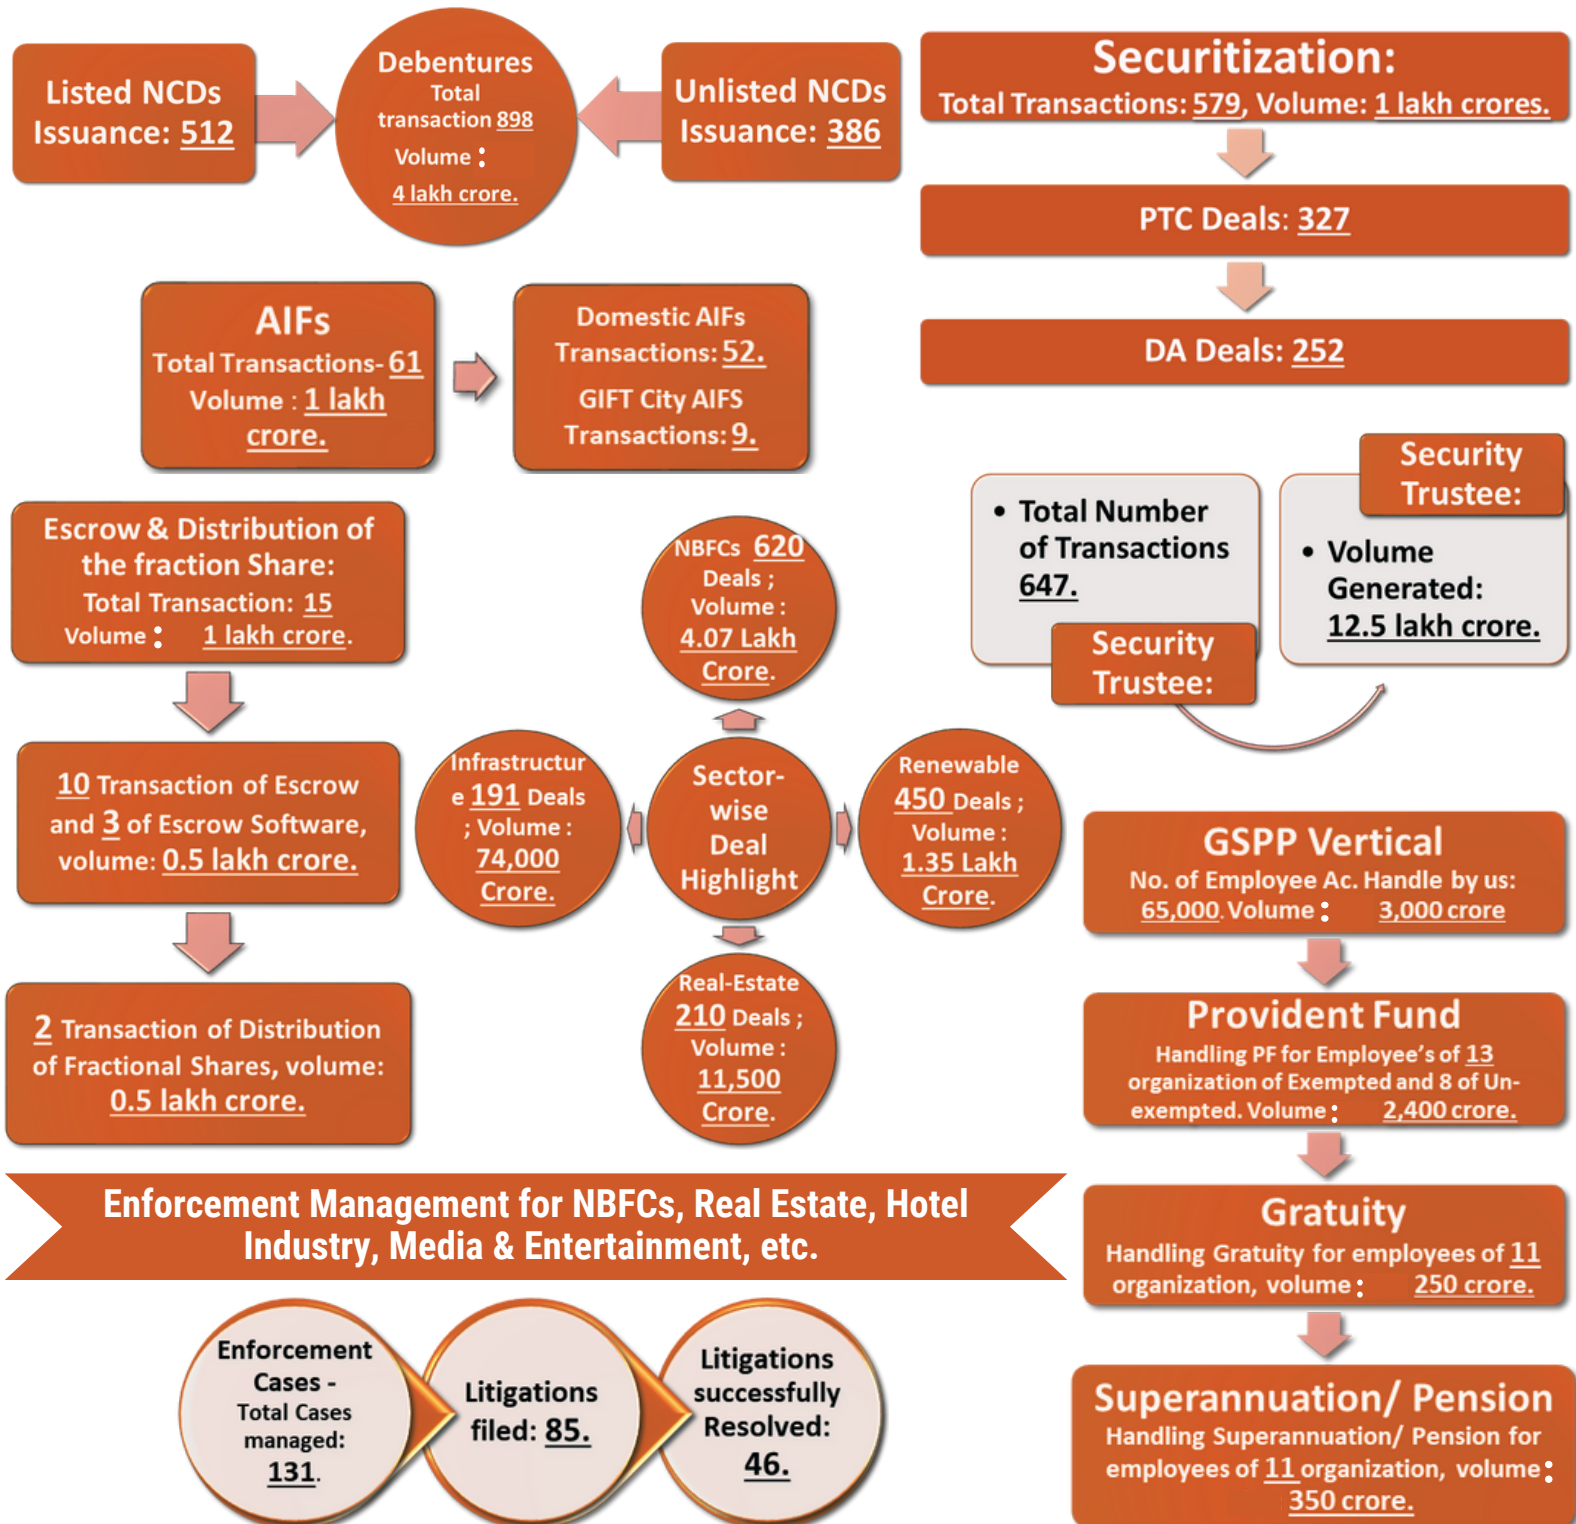 Listed NCDs
Issuance: 512
Debentures
Total
transaction 898
Volume :
4 lakh crore.
Unlisted NCDs
Issuance: 386
Securitization:
Total Transactions: 579, Volume: 1 lakh crores.
PTC Deals: 327
DA Deals: 252
AIFs
Total Transactions- 61
Volume : 1 lakh
crore.
Domestic AIFs
Transactions: 52.
GIFT City AIFS
Transactions: 9.
Security
Trustee:
• Total Number
of Transactions
647.
• Volume
Generated:
12.5 lakh crore.
Security
Trustee:
Escrow & Distribution of
the fraction Share:
Total Transaction: 15
Volume : 1 lakh crore.
10 Transaction of Escrow
and 3 of Escrow Software,
volume: 0.5 lakh crore.
2 Transaction of Distribution
of Fractional Shares, volume:
0.5 lakh crore.
NBFCs 620
Deals ;
Volume :
4.07 Lakh
Crore.
Infrastructur
e 191 Deals
; Volume :
74,000
Crore.
Sector-
wise
Deal
Highlight
Renewable
450 Deals ;
Volume :
1.35 Lakh
Crore.
Real-Estate
210 Deals ;
Volume :
11,500
Crore.
GSPP Vertical
No. of Employee Ac. Handle by us:
65,000. Volume : 3,000 crore
Provident Fund
Handling PF for Employee's of 13
organization of Exempted and 8 of Un-
exempted. Volume : 2,400 crore.
Gratuity
Handling Gratuity for employees of 11
organization, volume : 250 crore.
Superannuation/ Pension
Handling Superannuation/ Pension for
employees of 11 organization, volume :
350 crore.
Enforcement Management for NBFCs, Real Estate, Hotel
Industry, Media & Entertainment, etc.
Enforcement
Cases -
Total Cases
managed:
131.
Litigations
filed: 85.
Litigations
successfully
Resolved:
46.